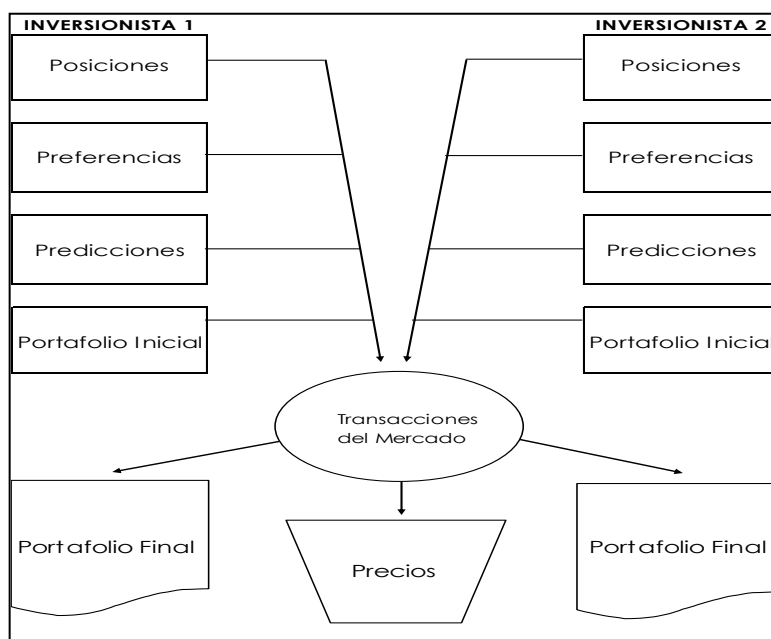 INVERSIONISTA 1
INVERSIONISTA 2
Posiciones
Posiciones
Preferencias
Preferencias
Predicciones
Predicciones
Portafolio Inicial
Portafolio Inicial
Transacciones
del Mercado
Portafolio Final
Precios
Portafolio Final